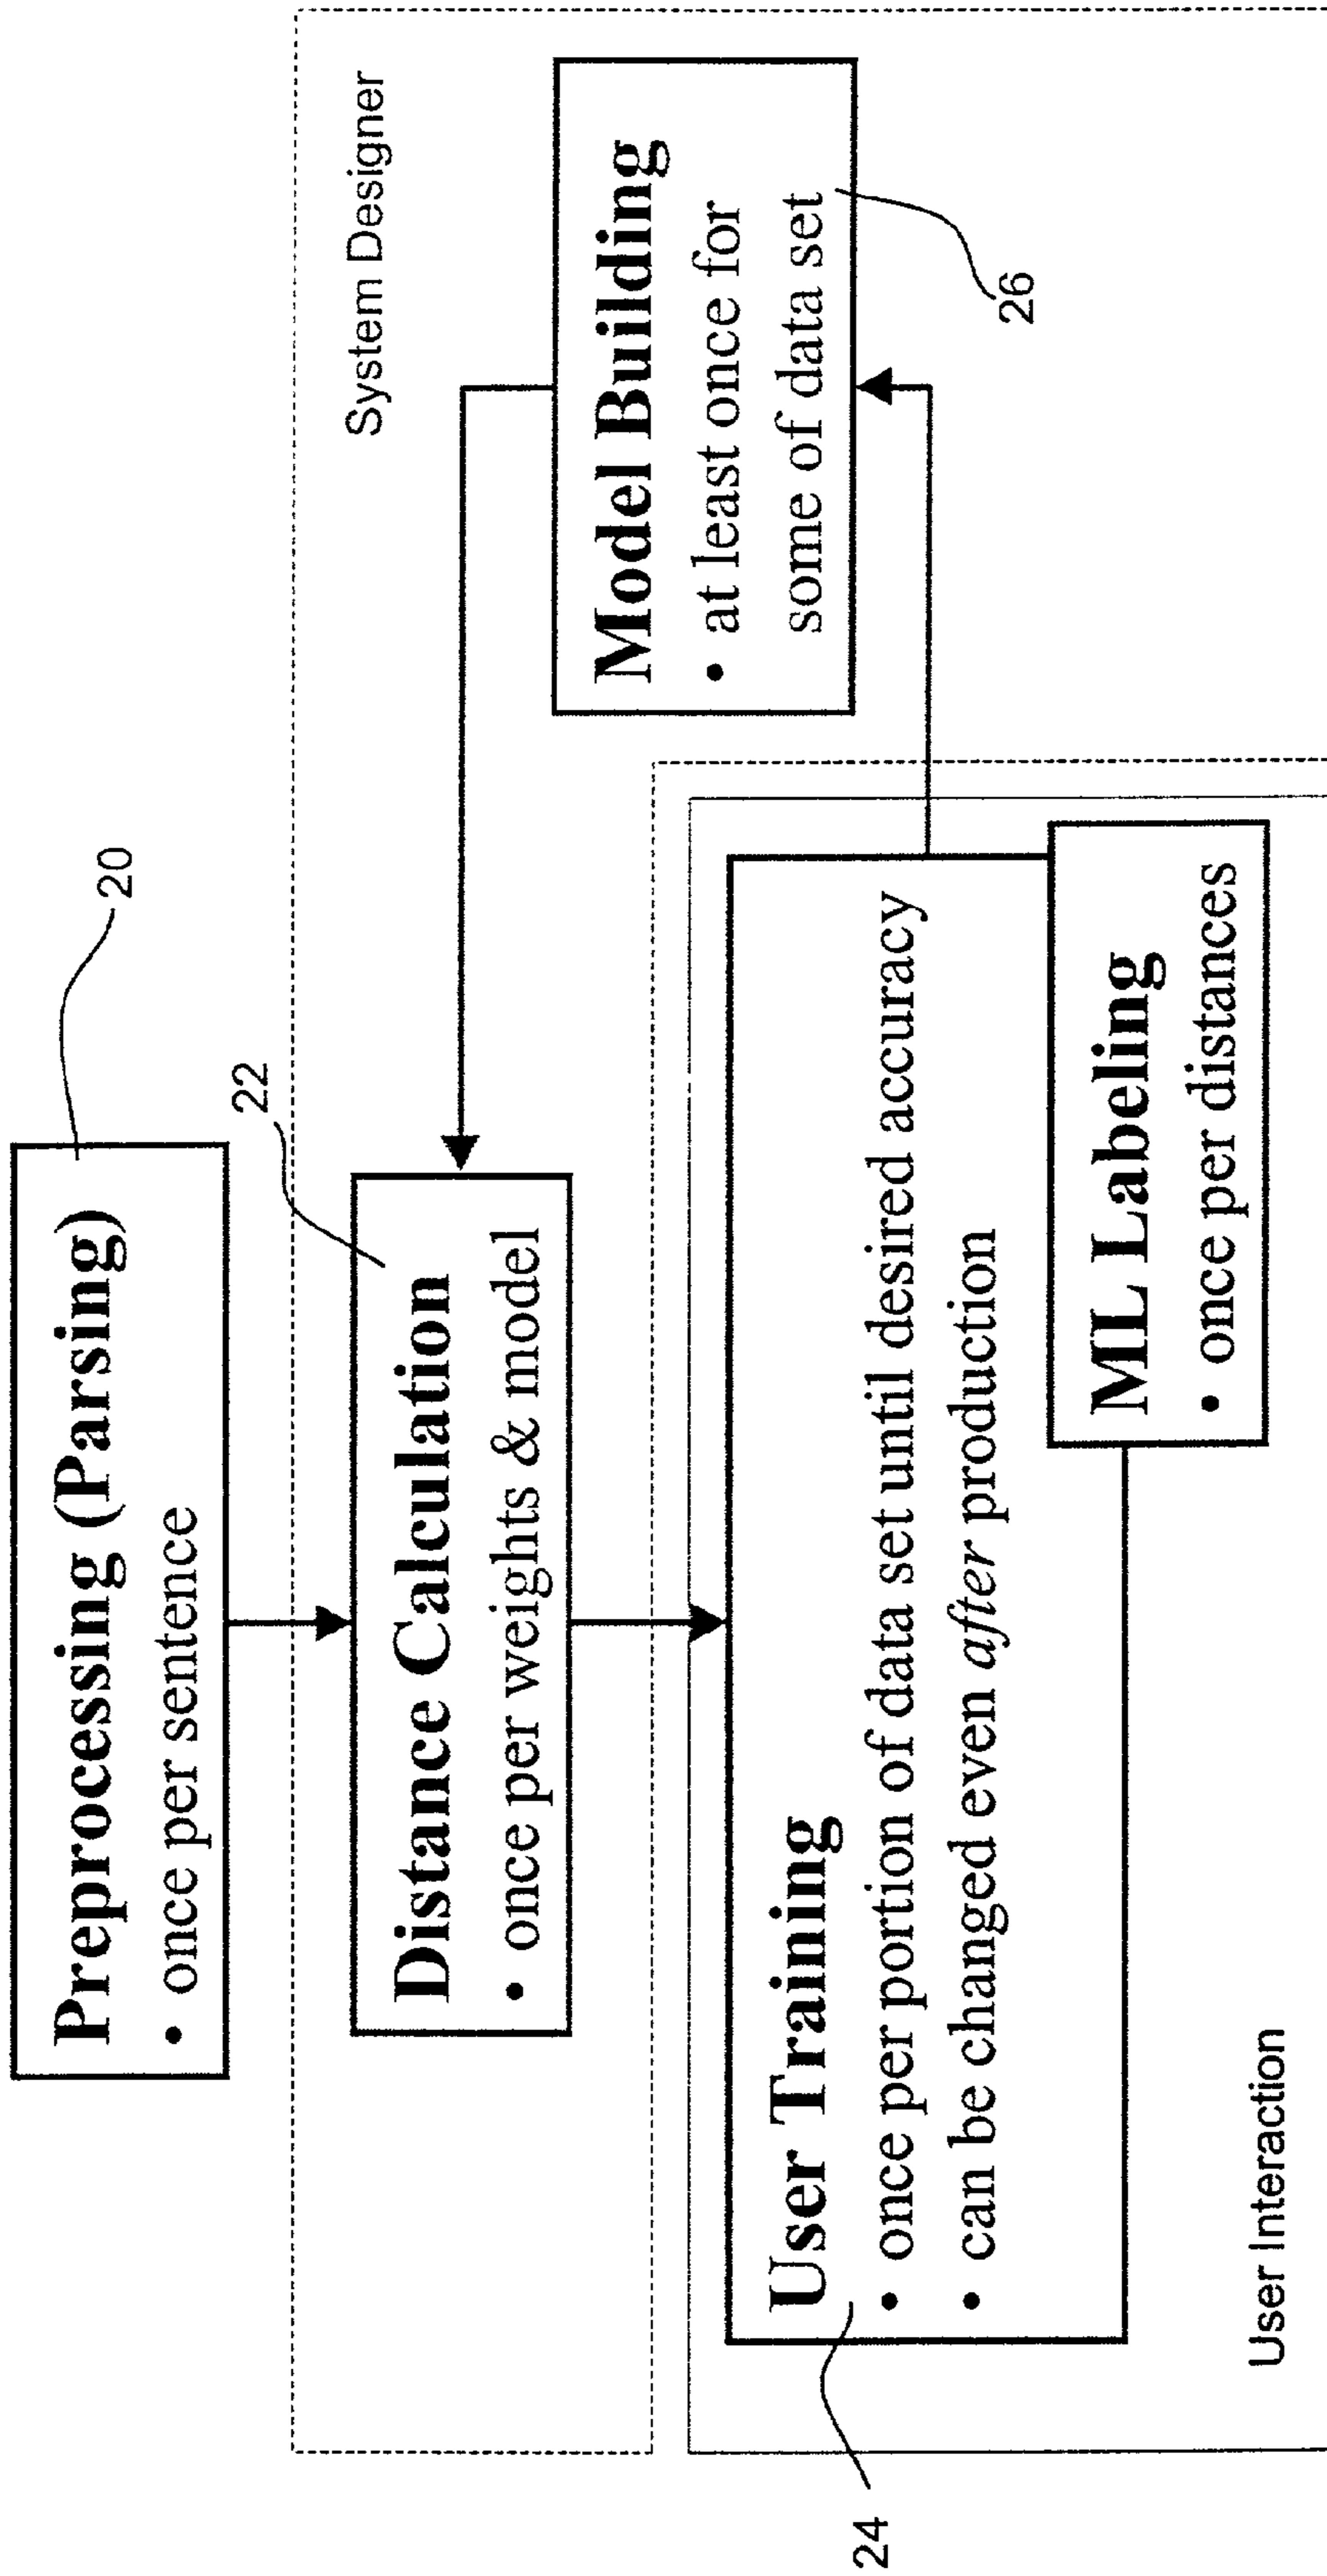 Preprocessing (Parsing)
• once per sentence
20
System Designer
22
Distance Calculation
• once per weights & model
Model Building
• at least once for
some of data set
26
24
User Training
• once per portion of data set until desired accuracy
• can be changed even after production
ML Labeling
• once per distances
User Interaction